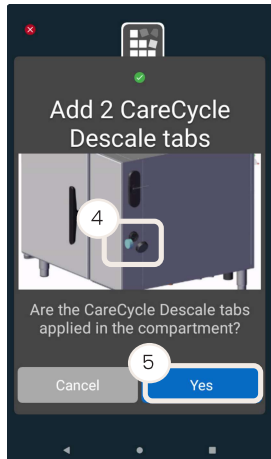 Add 2 CareCycle
Descale tabs
4
Are the CareCycle Descale tabs
applied in the compartment?
5
Cancel
Yes